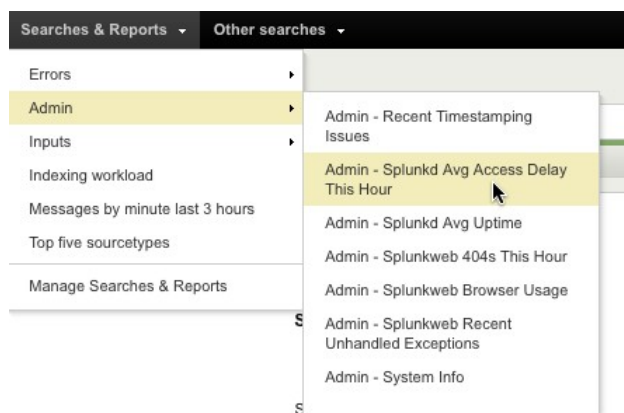 Searches & Reports
Other searches
Errors
Admin
Inputs
Indexing workload
Messages by minute last 3 hours
Top five sourcetypes
Manage Searches & Reports
Admin - Recent Timestamping
Issues
Admin - Splunkd Avg Access Delay
This Hour
Admin - Splunkd Avg Uptime
Admin - Splunkweb 404s This Hour
Admin - Splunkweb Browser Usage
Admin - Splunkweb Recent
Unhandled Exceptions
Admin - System Info